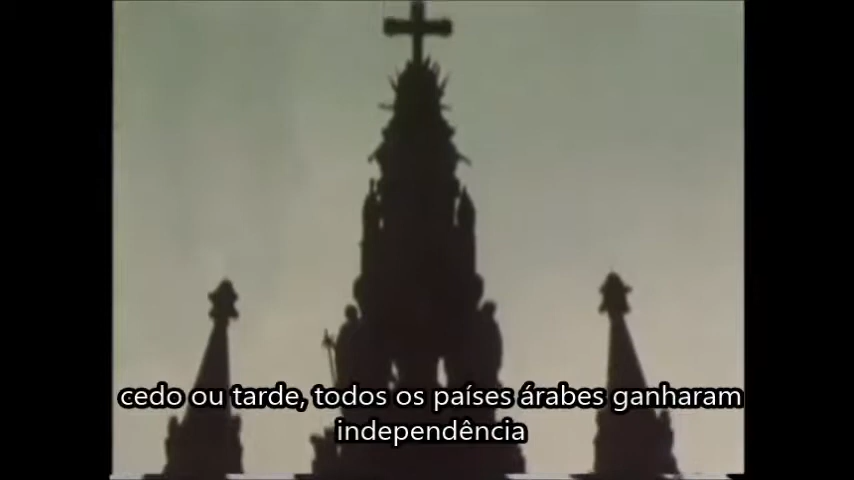 cedo ou tarde, todos os países árabes ganharam
independência